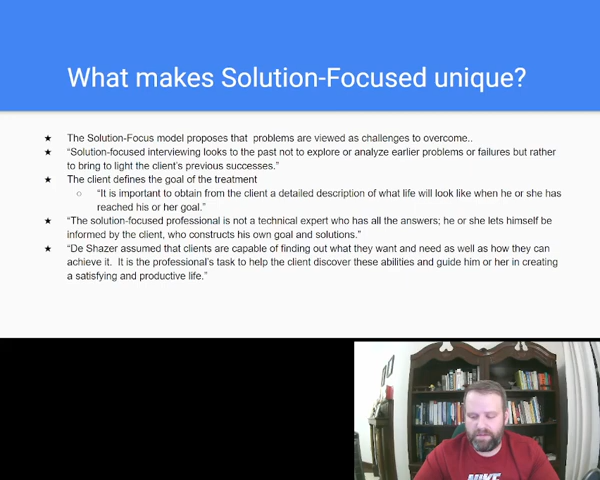 What makes Solution-Focused unique?
★ The Solution-Focus model proposes that problems are viewed as challenges to overcome..
★ “Solution-focused interviewing looks to the past not to explore or analyze earlier problems or failures but rather
to bring to light the client's previous successes.”
★ The client defines the goal of the treatment
○ “It is important to obtain from the client a detailed description of what life will look like when he or she has
reached his or her goal.”
★ “The solution-focused professional is not a technical expert who has all the answers; he or she lets himself be
informed by the client, who constructs his own goal and solutions.”
★ “De Shazer assumed that clients are capable of finding out what they want and need as well as how they can
achieve it. It is the professional's task to help the client discover these abilities and guide him or her in creating
a satisfying and productive life.”
NIKE